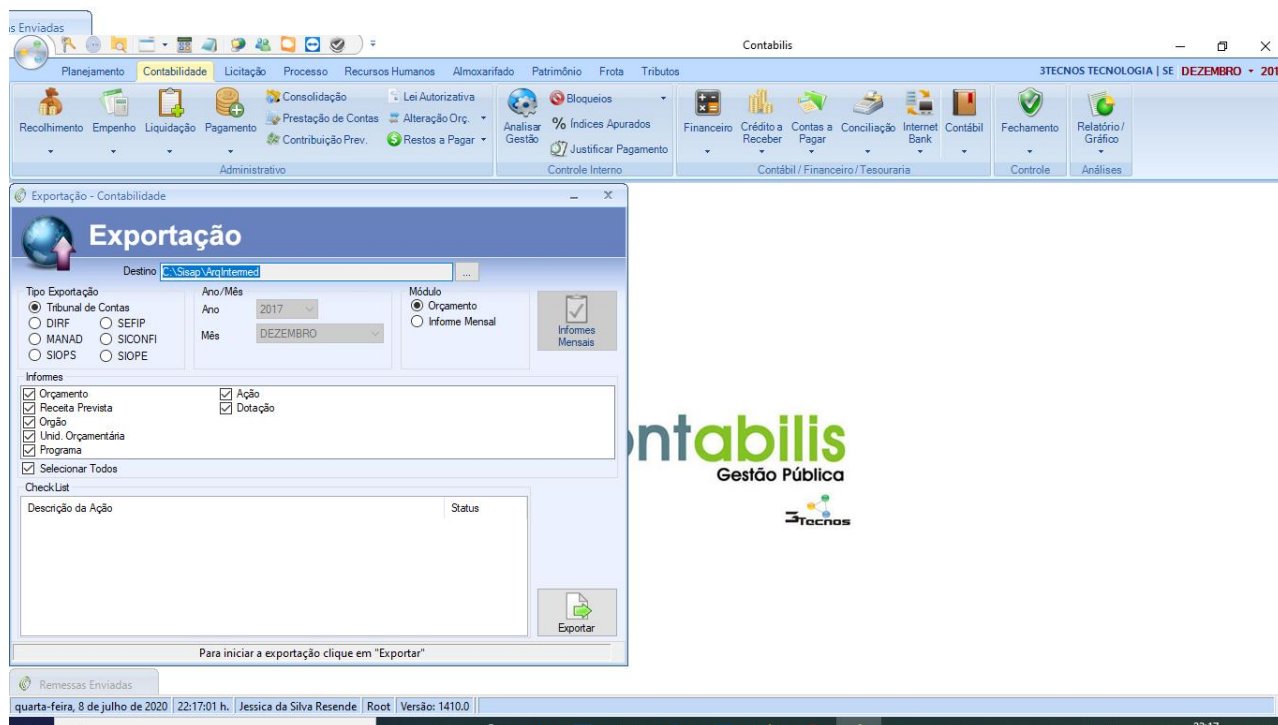 s Enviadas
Contabilis
Planejamento Contabilidade Licitação Processo Recursos Humanos Almoxarifado Patrimônio Frota Tributos 3TECNOS TECNOLOGIA | SE DEZEMBRO 201
Recolhimento Empenho Liquidação Pagamento
Consolidação Lei Autorizativa
Prestação de Contas Alteração Orç.
Contribuição Prev. Restos a Pagar
Administrativo
Analisar Gestão
Bloqueios
% Índices Apurados
Justificar Pagamento
Controle Interno
Financeiro Crédito a Receber Contas a Pagar Conciliação Internet Bank Contábil
Contábil / Financeiro / Tesouraria
Fechamento
Controle
Relatório / Gráfico
Análises
Exportação - Contabilidade
Exportação
Destino C:\Sisap\ArqIntermed ...
Tipo Exportação
Tribunal de Contas
DIRF SEFIP
MANAD SICONFI
SIOPS SIOPE
Ano/Mês
Ano 2017
Mês DEZEMBRO
Módulo
Orçamento
Informe Mensal
Informes
Mensais
Informes
Orçamento Ação
Receita Prevista Dotação
Orgão
Unid. Orçamentária
Programa
Selecionar Todos
CheckList
Descrição da Ação Status
Exportar
Para iniciar a exportação clique em "Exportar"
ntabilis
Gestão Pública
3Tecnos
Remessas Enviadas
quarta-feira, 8 de julho de 2020 22:17:01 h. Jessica da Silva Resende Root Versão: 1410.0
22:17